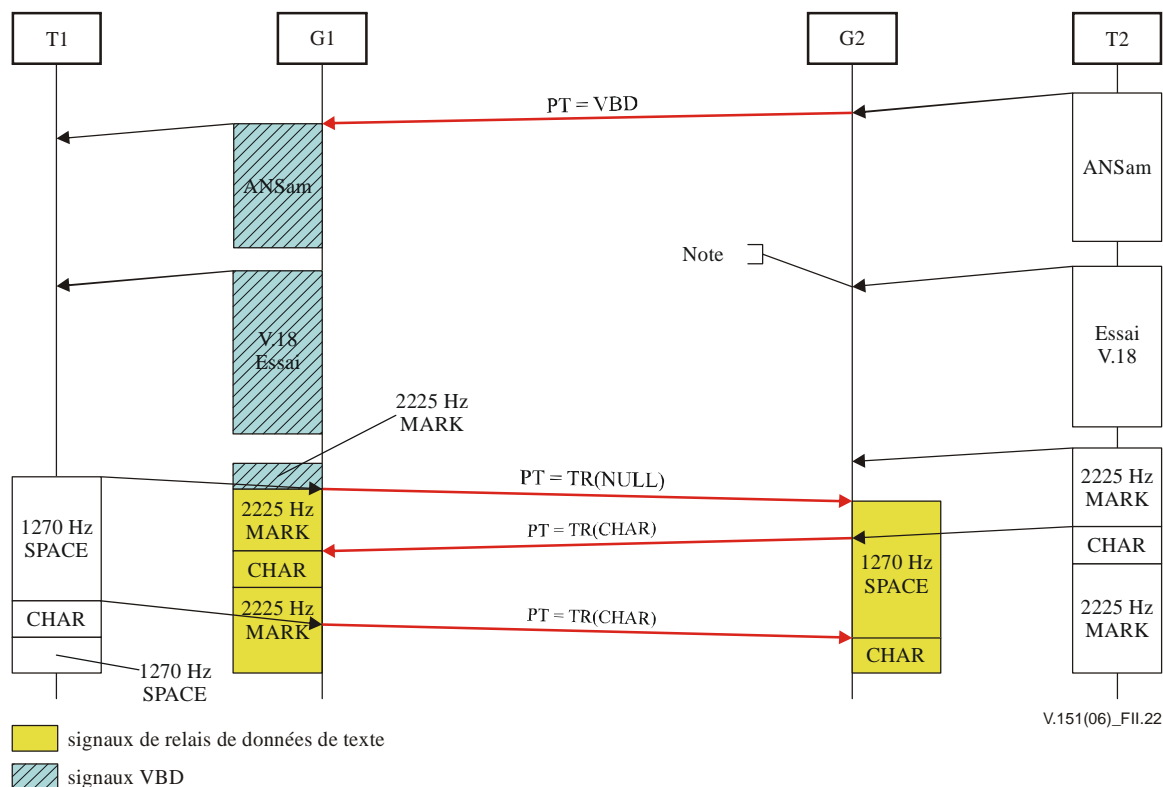 T1
G1
G2
T2
PT = VBD
ANSam
ANSam
Note
V.18
Essai
Essai
V.18
2225 Hz
MARK
PT = TR(NULL)
2225 Hz
MARK
1270 Hz
SPACE
2225 Hz
MARK
PT = TR(CHAR)
CHAR
CHAR
1270 Hz
SPACE
CHAR
2225 Hz
MARK
PT = TR(CHAR)
2225 Hz
MARK
CHAR
1270 Hz
SPACE
V.151(06)_FII.22
signaux de relais de données de texte
signaux VBD